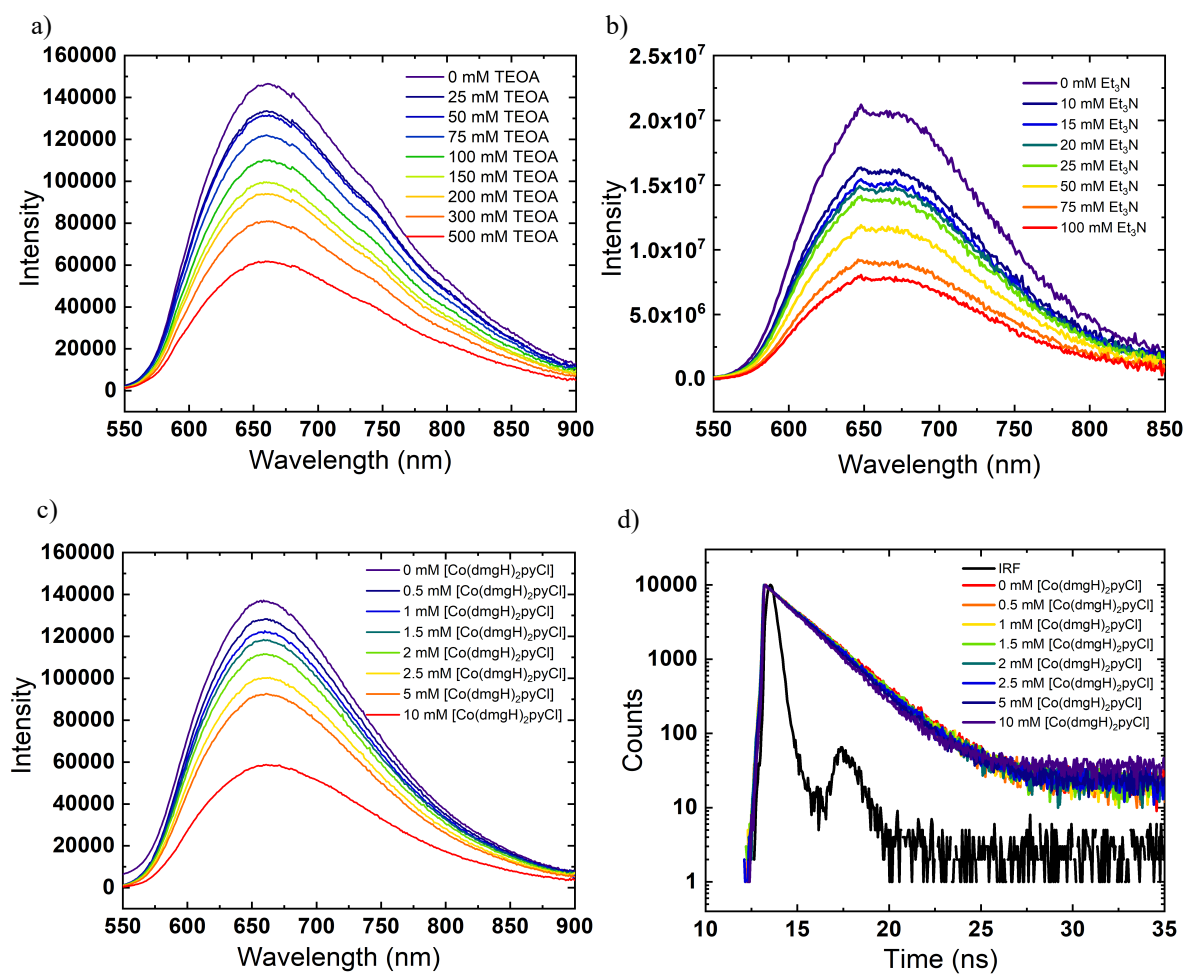 a)
160000
140000
120000
100000
80000
60000
40000
20000
0
Intensity
550 600 650 700 750 800 850 900
Wavelength (nm)
0 mM TEOA
25 mM TEOA
50 mM TEOA
75 mM TEOA
100 mM TEOA
150 mM TEOA
200 mM TEOA
300 mM TEOA
500 mM TEOA
b)
2.5x10⁷
2.0x10⁷
1.5x10⁷
1.0x10⁷
5.0x10⁶
0.0
Intensity
550 600 650 700 750 800 850
Wavelength (nm)
0 mM Et₃N
10 mM Et₃N
15 mM Et₃N
20 mM Et₃N
25 mM Et₃N
50 mM Et₃N
75 mM Et₃N
100 mM Et₃N
c)
160000
140000
120000
100000
80000
60000
40000
20000
0
Intensity
550 600 650 700 750 800 850 900
Wavelength (nm)
0 mM [Co(dmgH)₂pyCl]
0.5 mM [Co(dmgH)₂pyCl]
1 mM [Co(dmgH)₂pyCl]
1.5 mM [Co(dmgH)₂pyCl]
2 mM [Co(dmgH)₂pyCl]
2.5 mM [Co(dmgH)₂pyCl]
5 mM [Co(dmgH)₂pyCl]
10 mM [Co(dmgH)₂pyCl]
d)
10000
1000
100
10
1
Counts
10 15 20 25 30 35
Time (ns)
IRF
0 mM [Co(dmgH)₂pyCl]
0.5 mM [Co(dmgH)₂pyCl]
1 mM [Co(dmgH)₂pyCl]
1.5 mM [Co(dmgH)₂pyCl]
2 mM [Co(dmgH)₂pyCl]
2.5 mM [Co(dmgH)₂pyCl]
5 mM [Co(dmgH)₂pyCl]
10 mM [Co(dmgH)₂pyCl]